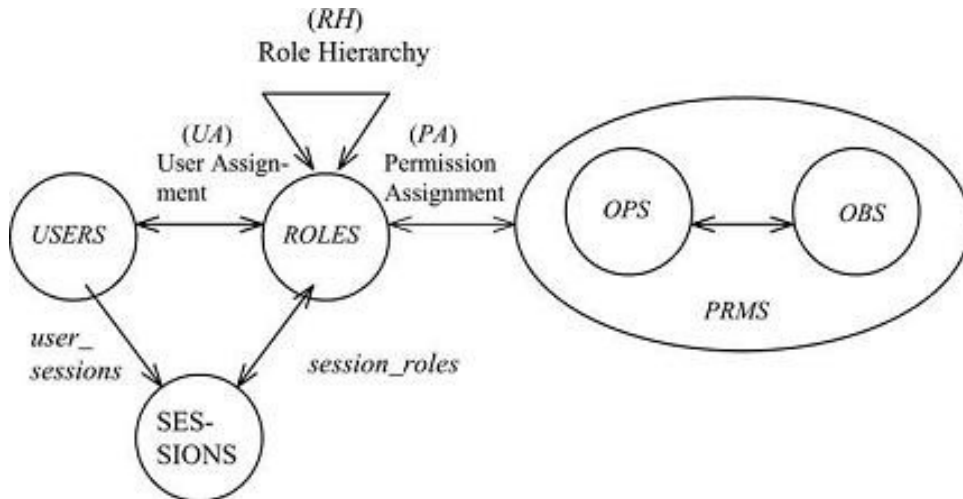 (RH)
Role Hierarchy
(UA)
User Assign-
ment
(PA)
Permission
Assignment
USERS
ROLES
OPS
OBS
PRMS
user_
sessions
session_roles
SES-
SIONS